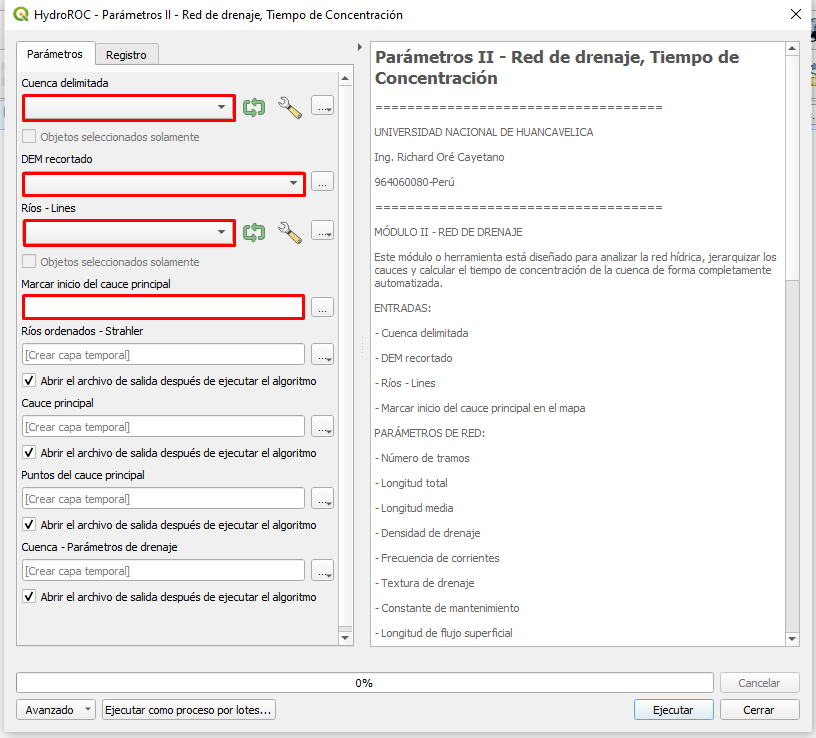 HydroROC - Parámetros II - Red de drenaje, Tiempo de Concentración
Parámetros
Registro
Cuenca delimitada
...
Objetos seleccionados solamente
DEM recortado
...
Ríos - Lines
...
Objetos seleccionados solamente
Marcar inicio del cauce principal
...
Ríos ordenados - Strahler
[Crear capa temporal]
...
Abrir el archivo de salida después de ejecutar el algoritmo
Cauce principal
[Crear capa temporal]
...
Abrir el archivo de salida después de ejecutar el algoritmo
Puntos del cauce principal
[Crear capa temporal]
...
Abrir el archivo de salida después de ejecutar el algoritmo
Cuenca - Parámetros de drenaje
[Crear capa temporal]
...
Abrir el archivo de salida después de ejecutar el algoritmo
Parámetros II - Red de drenaje, Tiempo de
Concentración
====================================
UNIVERSIDAD NACIONAL DE HUANCAVELICA
Ing. Richard Oré Cayetano
964060080-Perú
====================================
MÓDULO II - RED DE DRENAJE
Este módulo o herramienta está diseñado para analizar la red hídrica, jerarquizar los
cauces y calcular el tiempo de concentración de la cuenca de forma completamente
automatizada.
ENTRADAS:
- Cuenca delimitada
- DEM recortado
- Ríos - Lines
- Marcar inicio del cauce principal en el mapa
PARÁMETROS DE RED:
- Número de tramos
- Longitud total
- Longitud media
- Densidad de drenaje
- Frecuencia de corrientes
- Textura de drenaje
- Constante de mantenimiento
- Longitud de flujo superficial
0%
Cancelar
Avanzado
Ejecutar como proceso por lotes...
Ejecutar
Cerrar